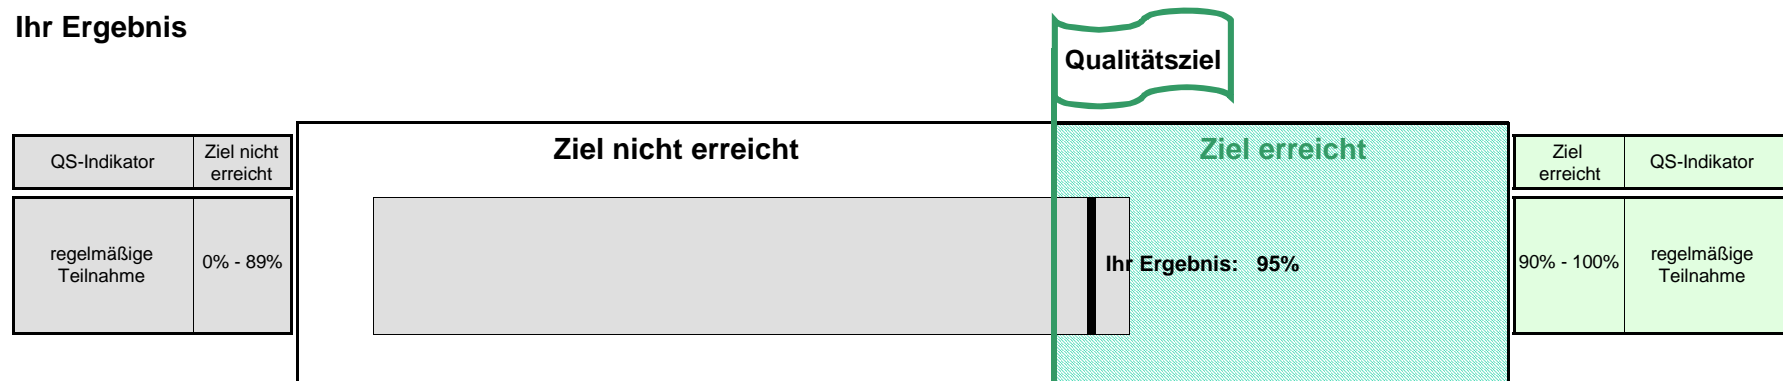 Ihr Ergebnis
Qualitätsziel
Ziel nicht erreicht
Ziel erreicht
QS-Indikator
Ziel nicht
erreicht
Ziel
erreicht
QS-Indikator
regelmäßige
Teilnahme
0% - 89%
Ihr Ergebnis: 95%
90% - 100%
regelmäßige
Teilnahme